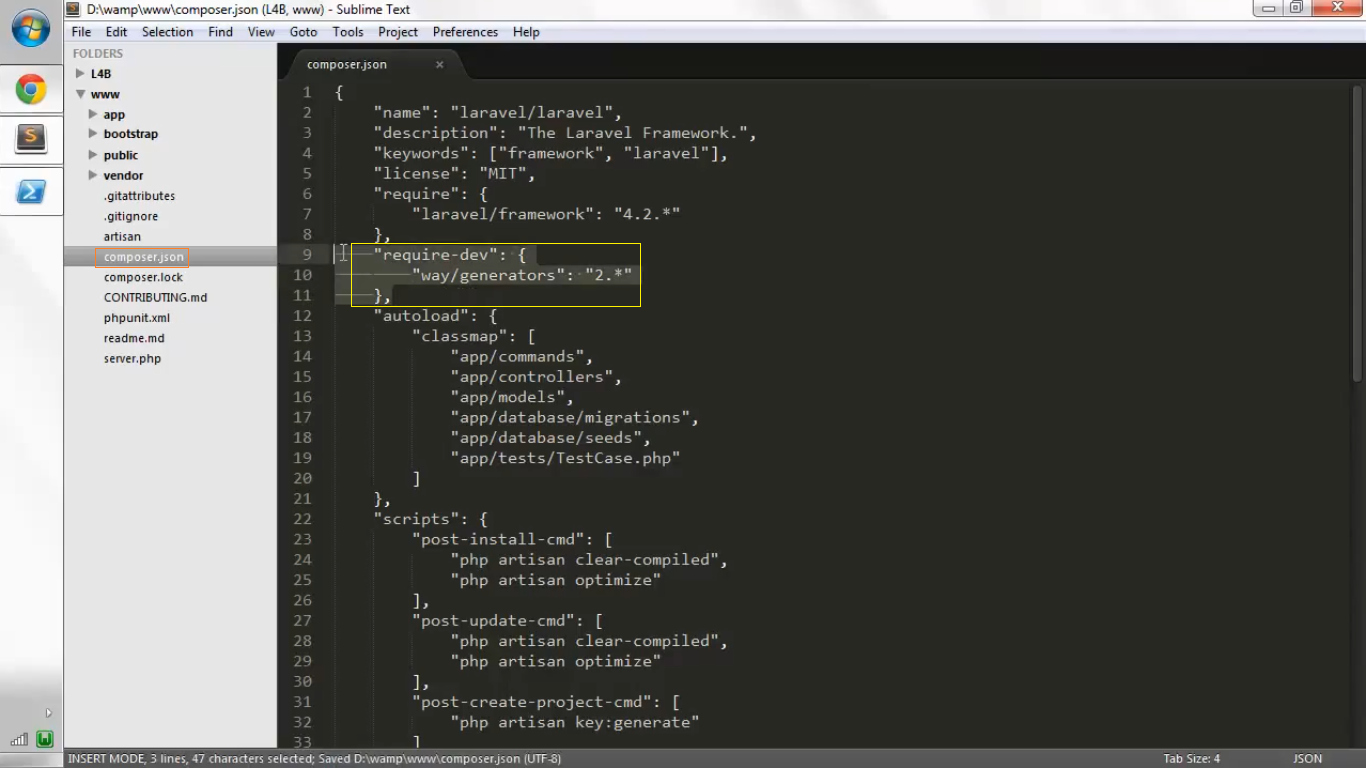 D:\wamp\www\composer.json (L4B, www) - Sublime Text
File Edit Selection Find View Goto Tools Project Preferences Help
FOLDERS
L4B
www
app
bootstrap
public
vendor
.gitattributes
.gitignore
artisan
composer.json
composer.lock
CONTRIBUTING.md
phpunit.xml
readme.md
server.php
composer.json ×
1 {
2 "name": "laravel/laravel",
3 "description": "The Laravel Framework.",
4 "keywords": ["framework", "laravel"],
5 "license": "MIT",
6 "require": {
7 "laravel/framework": "4.2.*"
8 },
9 "require-dev": {
10 "way/generators": "2.*"
11 },
12 "autoload": {
13 "classmap": [
14 "app/commands",
15 "app/controllers",
16 "app/models",
17 "app/database/migrations",
18 "app/database/seeds",
19 "app/tests/TestCase.php"
20 ]
21 },
22 "scripts": {
23 "post-install-cmd": [
24 "php artisan clear-compiled",
25 "php artisan optimize"
26 ],
27 "post-update-cmd": [
28 "php artisan clear-compiled",
29 "php artisan optimize"
30 ],
31 "post-create-project-cmd": [
32 "php artisan key:generate"
33 ]
INSERT MODE, 3 lines, 47 characters selected; Saved D:\wamp\www\composer.json (UTF-8) Tab Size: 4 JSON